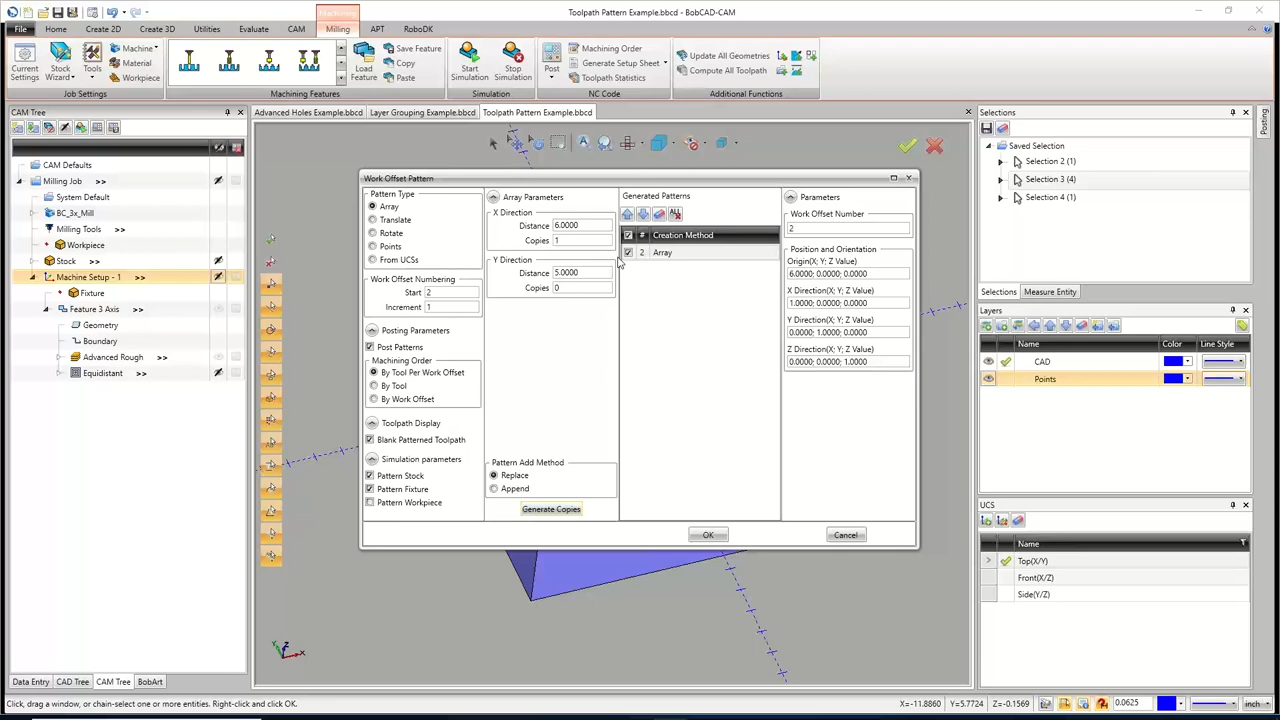 Toolpath Pattern Example.bbcd - BobCAD-CAM
Machining
File Home Create 2D Create 3D Utilities Evaluate CAM Milling APT RoboDK
Current Settings
Stock Wizard
Tools
Machine
Material
Workpiece
Job Settings
Machining Features
Load Feature
Save Feature
Copy
Paste
Start Simulation
Stop Simulation
Simulation
Post
Machining Order
Generate Setup Sheet
Toolpath Statistics
NC Code
Update All Geometries
Compute All Toolpath
Additional Functions
CAM Tree
CAM Defaults
Milling Job >>
System Default
BC_3x_Mill
Milling Tools >>
Workpiece
Stock >>
Machine Setup - 1 >>
Fixture
Feature 3 Axis >>
Geometry
Boundary
Advanced Rough >>
Equidistant >>
Data Entry CAD Tree CAM Tree BobArt
Advanced Holes Example.bbcd Layer Grouping Example.bbcd Toolpath Pattern Example.bbcd
Work Offset Pattern
Pattern Type
Array
Translate
Rotate
Points
From UCSs
Work Offset Numbering
Start 2
Increment 1
Posting Parameters
Post Patterns
Machining Order
By Tool Per Work Offset
By Tool
By Work Offset
Toolpath Display
Blank Patterned Toolpath
Simulation parameters
Pattern Stock
Pattern Fixture
Pattern Workpiece
Array Parameters
X Direction
Distance 6.0000
Copies 1
Y Direction
Distance 5.0000
Copies 0
Pattern Add Method
Replace
Append
Generate Copies
Generated Patterns
ALL
# Creation Method
2 Array
Parameters
Work Offset Number
2
Position and Orientation
Origin(X; Y; Z Value)
6.0000; 0.0000; 0.0000
X Direction(X; Y; Z Value)
1.0000; 0.0000; 0.0000
Y Direction(X; Y; Z Value)
0.0000; 1.0000; 0.0000
Z Direction(X; Y; Z Value)
0.0000; 0.0000; 1.0000
OK Cancel
Y Z X
Selections
Saved Selection
Selection 2 (1)
Selection 3 (4)
Selection 4 (1)
Posting
Selections Measure Entity
Layers
Name Color Line Style
CAD
Points
UCS
Name
Top(X/Y)
Front(X/Z)
Side(Y/Z)
Click, drag a window, or chain-select one or more entities. Right-click and click OK.
X=-11.8860 Y=5.7724 Z=-0.1569 0.0625 inch